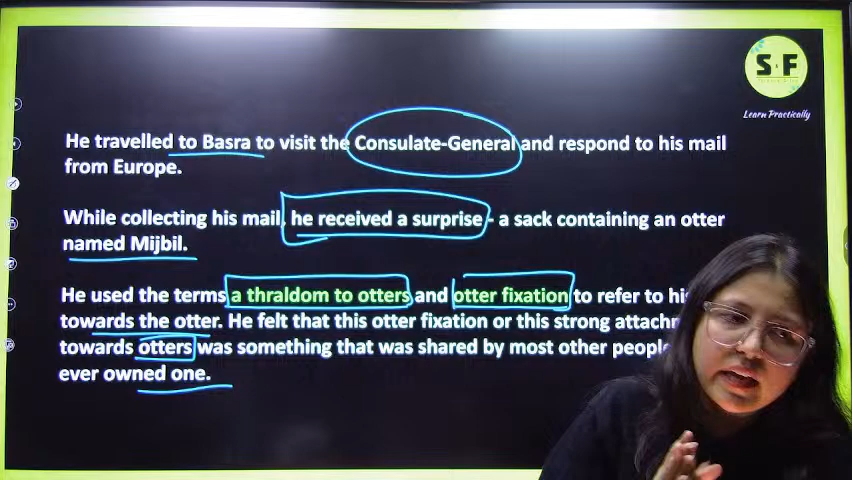 S&F
Learn Practically
He travelled to Basra to visit the Consulate-General and respond to his mail
from Europe.
While collecting his mail, he received a surprise - a sack containing an otter
named Mijbil.
He used the terms a thraldom to otters and otter fixation to refer to
towards the otter. He felt that this otter fixation or this strong
towards otters was something that was shared by most other people
ever owned one.